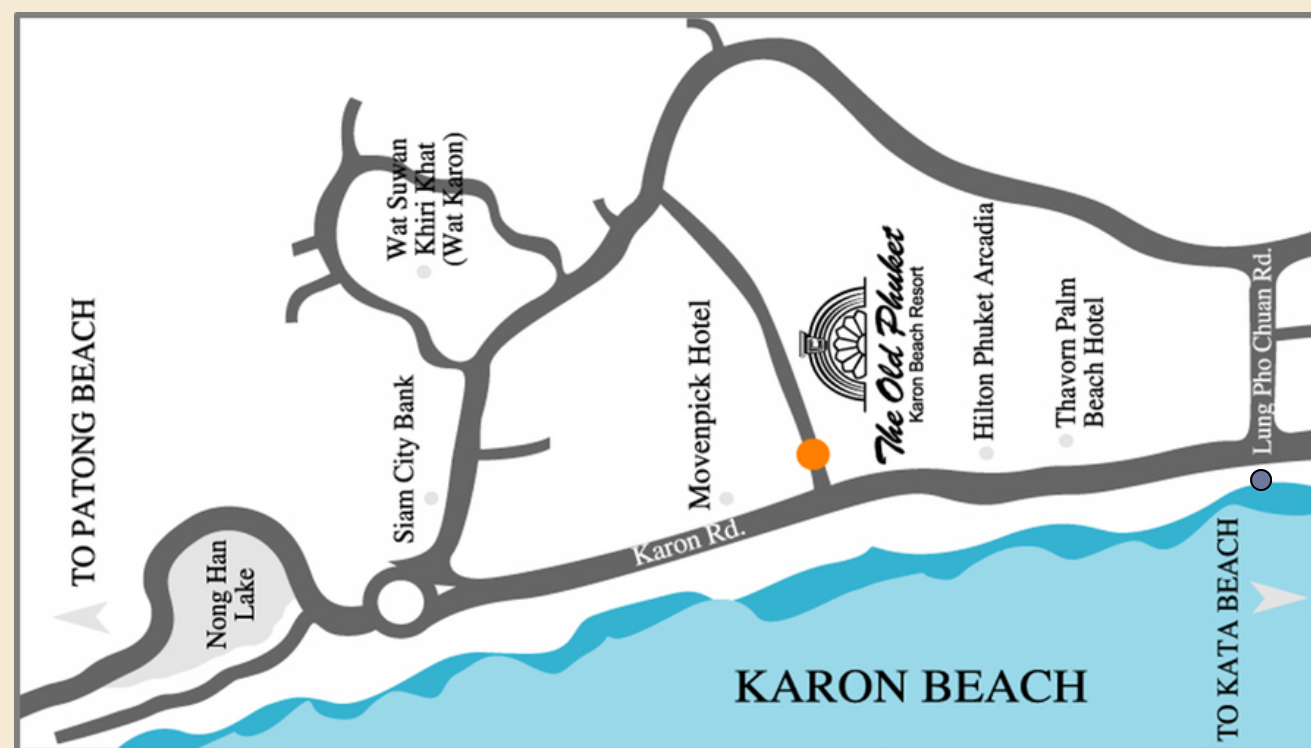 TO PATONG BEACH
Nong Han
Lake
Siam City Bank
Wat Suwan
Khiri Khat
(Wat Karon)
Movenpick Hotel
Karon Rd.
The Old Phuket
Karon Beach Resort
Hilton Phuket Arcadia
Thavorn Palm
Beach Hotel
Lung Pho Chuan Rd.
TO KATA BEACH
KARON BEACH